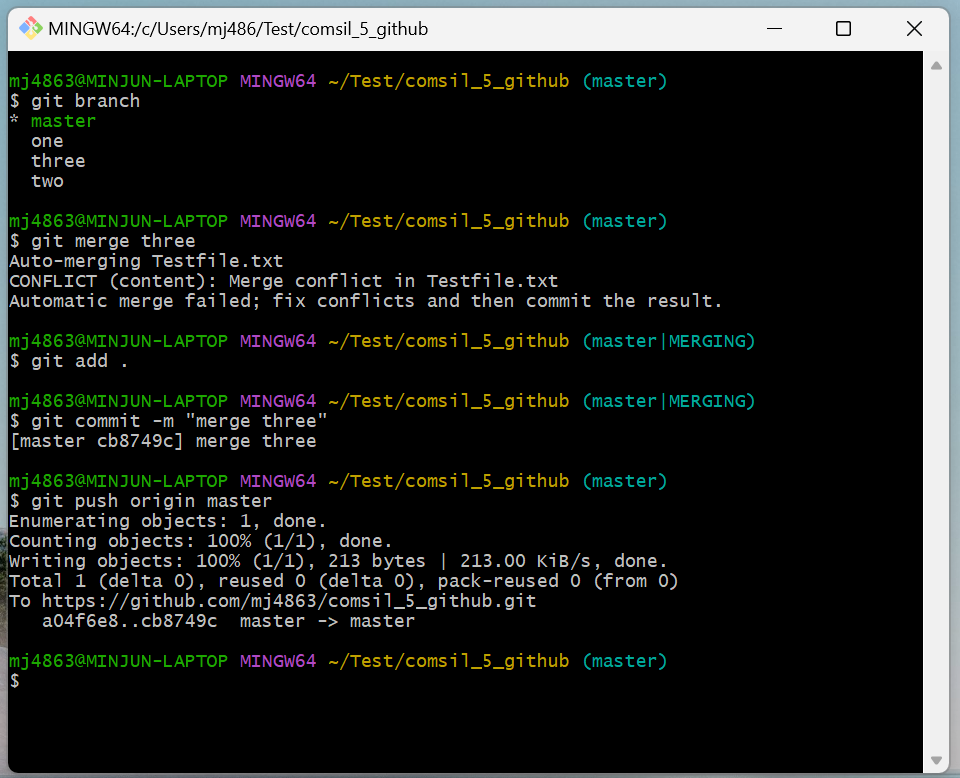 MINGW64:/c/Users/mj486/Test/comsil_5_github
mj4863@MINJUN-LAPTOP MINGW64 ~/Test/comsil_5_github (master)
$ git branch
* master
  one
  three
  two
mj4863@MINJUN-LAPTOP MINGW64 ~/Test/comsil_5_github (master)
$ git merge three
Auto-merging Testfile.txt
CONFLICT (content): Merge conflict in Testfile.txt
Automatic merge failed; fix conflicts and then commit the result.
mj4863@MINJUN-LAPTOP MINGW64 ~/Test/comsil_5_github (master|MERGING)
$ git add .
mj4863@MINJUN-LAPTOP MINGW64 ~/Test/comsil_5_github (master|MERGING)
$ git commit -m "merge three"
[master cb8749c] merge three
mj4863@MINJUN-LAPTOP MINGW64 ~/Test/comsil_5_github (master)
$ git push origin master
Enumerating objects: 1, done.
Counting objects: 100% (1/1), done.
Writing objects: 100% (1/1), 213 bytes | 213.00 KiB/s, done.
Total 1 (delta 0), reused 0 (delta 0), pack-reused 0 (from 0)
To https://github.com/mj4863/comsil_5_github.git
   a04f6e8..cb8749c  master -> master
mj4863@MINJUN-LAPTOP MINGW64 ~/Test/comsil_5_github (master)
$